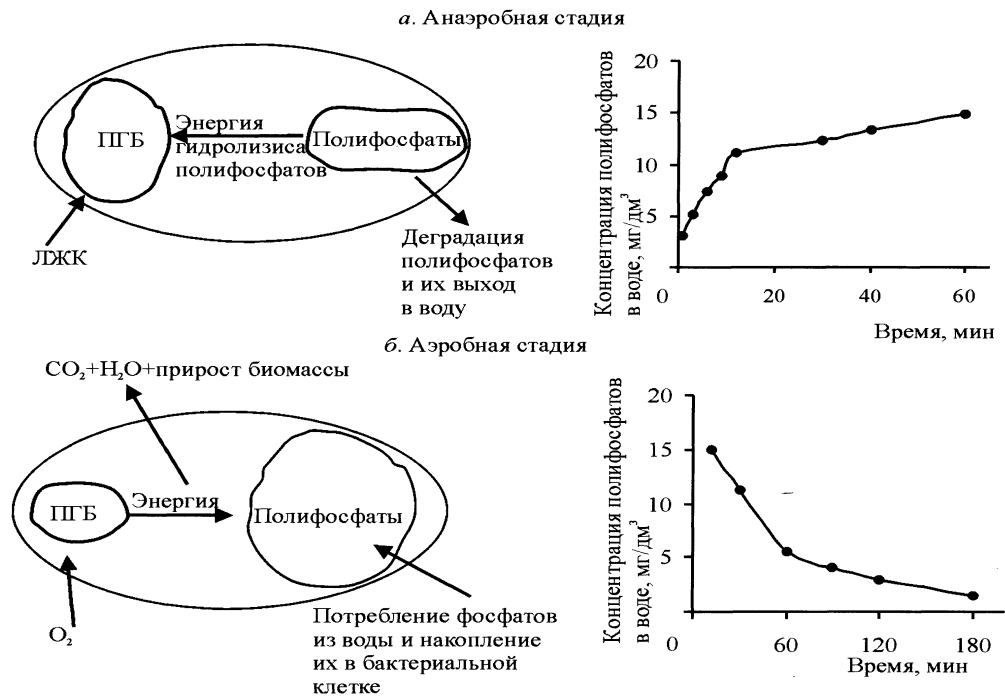 а. Анаэробная стадия
ПГБ
Энергия
гидролизиса
полифосфатов
Полифосфаты
ЛЖК
Деградация
полифосфатов
и их выход
в воду
Концентрация полифосфатов
в воде, мг/дм³
20
15
10
5
0
20
40
60
Время, мин
б. Аэробная стадия
CO₂+H₂O+прирост биомассы
ПГБ
Энергия
Полифосфаты
O₂
Потребление фосфатов
из воды и накопление
их в бактериальной
клетке
Концентрация полифосфатов
в воде, мг/дм³
20
15
10
5
0
60
120
180
Время, мин